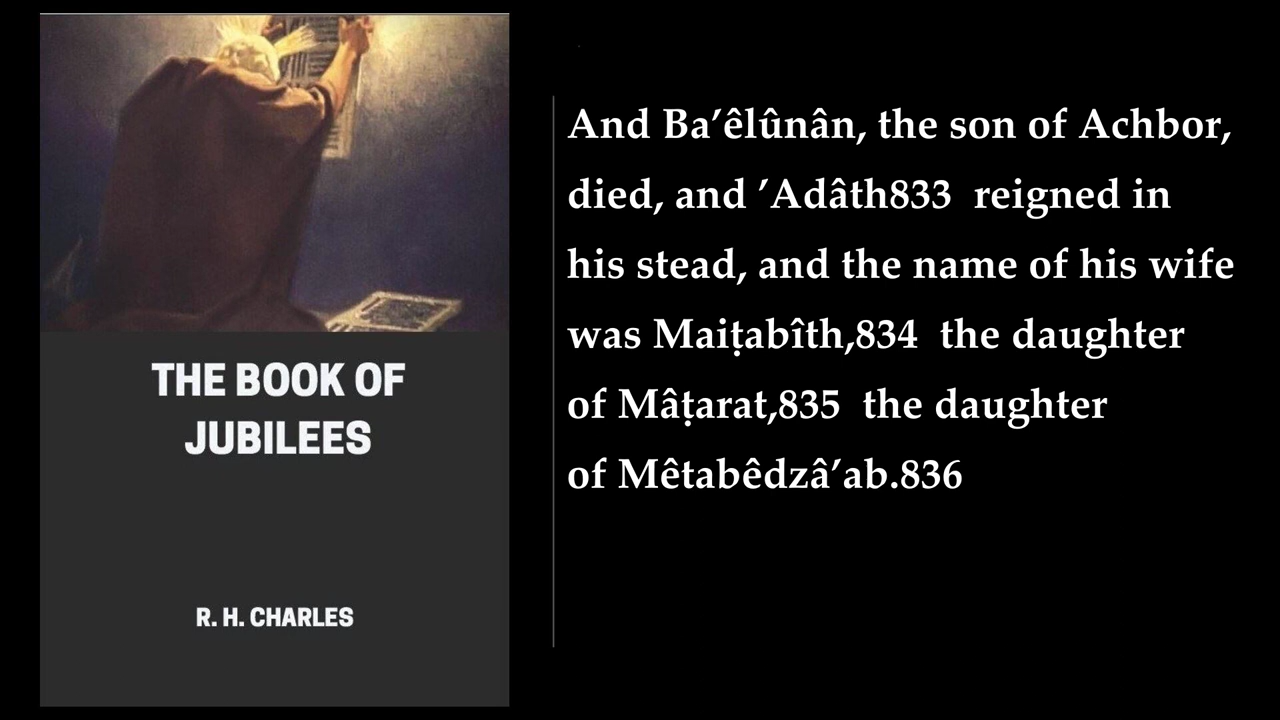 THE BOOK OF
JUBILEES
R. H. CHARLES
And Ba’êlûnân, the son of Achbor,
died, and ’Adâth833  reigned in
his stead, and the name of his wife
was Maiṭabîth,834  the daughter
of Mâṭarat,835  the daughter
of Mêtabêdzâ’ab.836